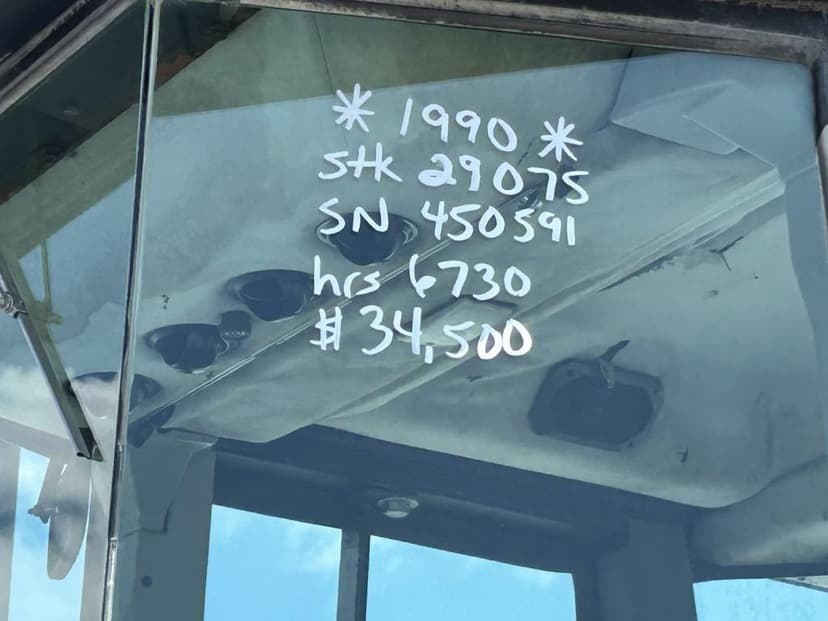 * 1990 *
Stk 29075
SN 450591
hrs 6730
$34,500